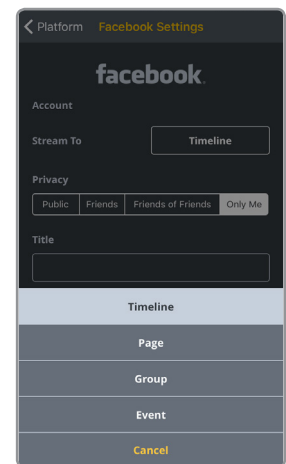 Platform Facebook Settings
facebook.
Account
Stream To Timeline
Privacy
Public Friends Friends of Friends Only Me
Title
Timeline
Page
Group
Event
Cancel